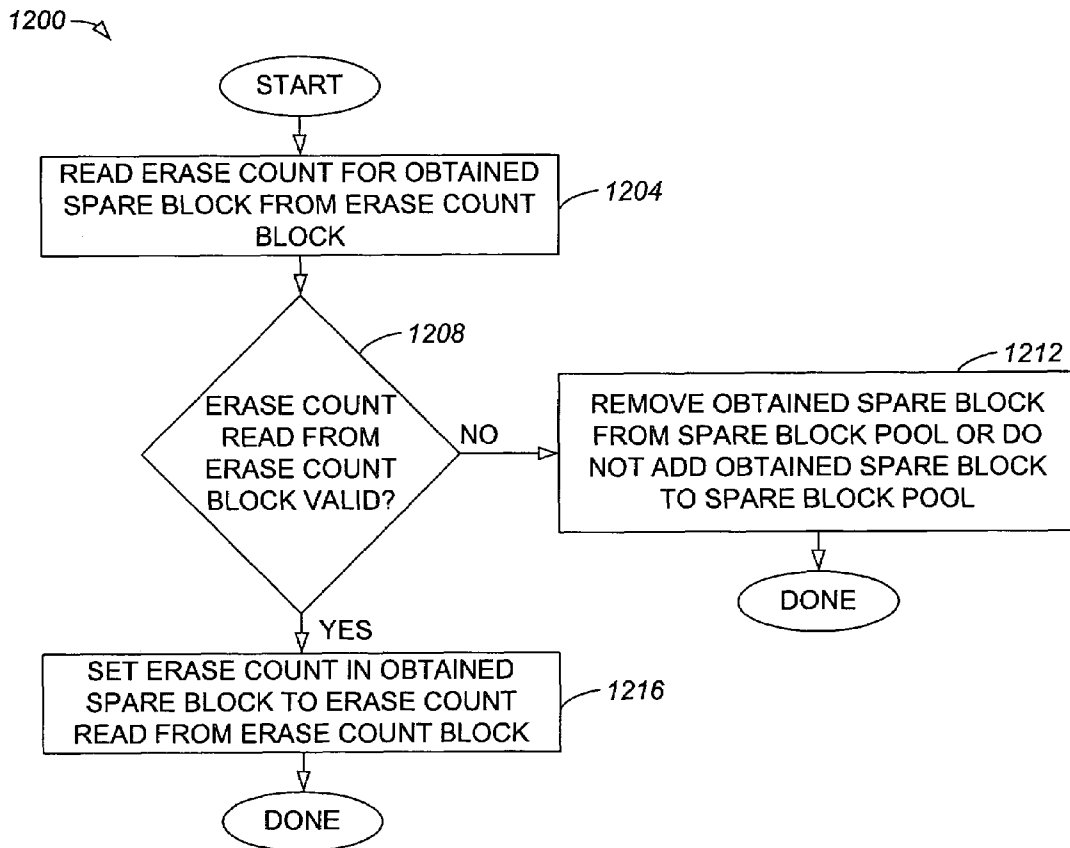 1200
START
READ ERASE COUNT FOR OBTAINED
SPARE BLOCK FROM ERASE COUNT
BLOCK
1204
1208
ERASE COUNT
READ FROM
ERASE COUNT
BLOCK VALID?
NO
1212
REMOVE OBTAINED SPARE BLOCK
FROM SPARE BLOCK POOL OR DO
NOT ADD OBTAINED SPARE BLOCK
TO SPARE BLOCK POOL
DONE
YES
SET ERASE COUNT IN OBTAINED
SPARE BLOCK TO ERASE COUNT
READ FROM ERASE COUNT BLOCK
1216
DONE